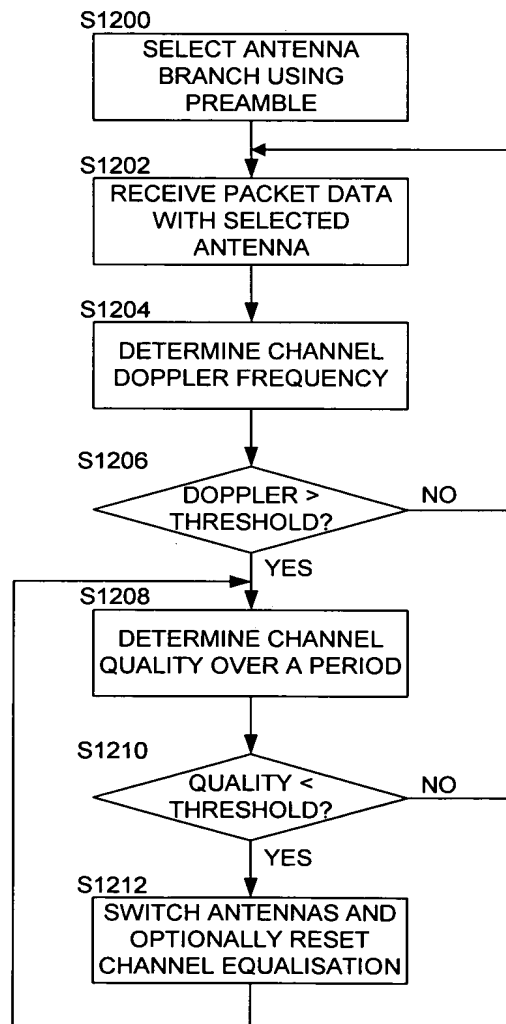 S1200
SELECT ANTENNA
BRANCH USING
PREAMBLE
S1202
RECEIVE PACKET DATA
WITH SELECTED
ANTENNA
S1204
DETERMINE CHANNEL
DOPPLER FREQUENCY
S1206
DOPPLER >
THRESHOLD?
NO
YES
S1208
DETERMINE CHANNEL
QUALITY OVER A PERIOD
S1210
QUALITY <
THRESHOLD?
NO
YES
S1212
SWITCH ANTENNAS AND
OPTIONALLY RESET
CHANNEL EQUALISATION